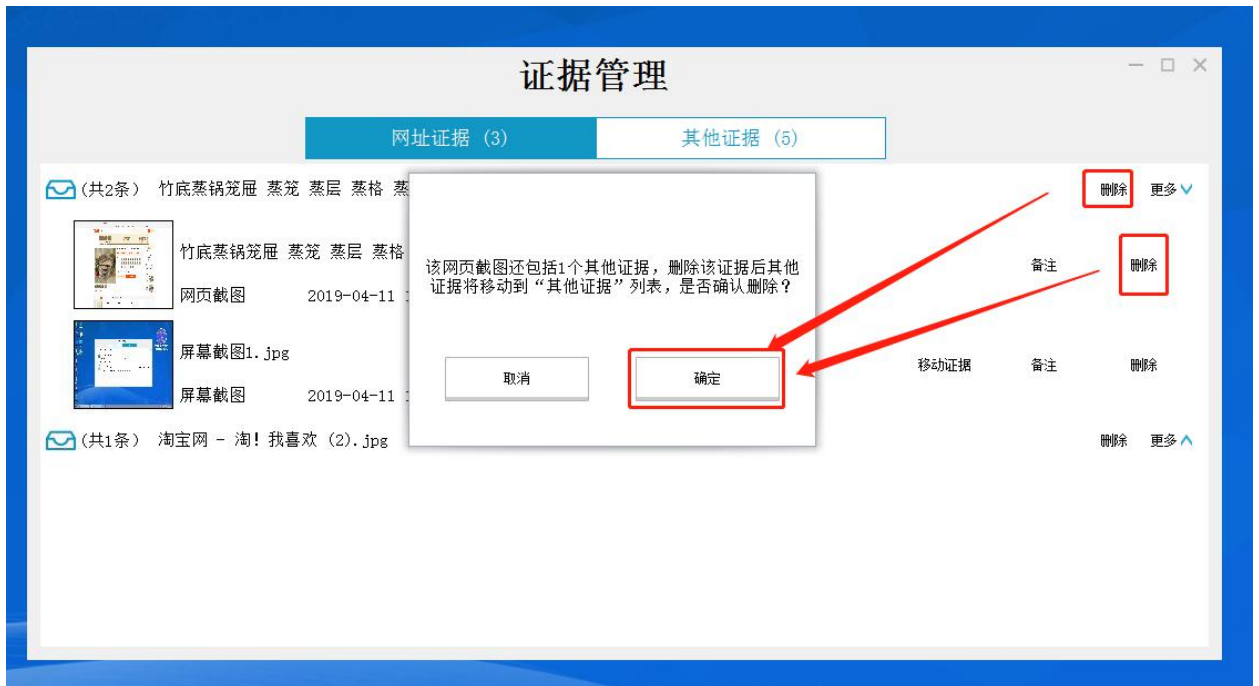 证据管理
网址证据 (3)
其他证据 (5)
(共2条) 竹底蒸锅笼屉 蒸笼 蒸层 蒸格 蒸
删除 更多
竹底蒸锅笼屉 蒸笼 蒸层 蒸格
备注 删除
网页截图 2019-04-11
屏幕截图1.jpg
移动证据 备注 删除
屏幕截图 2019-04-11
(共1条) 淘宝网 - 淘!我喜欢 (2).jpg
删除 更多
该网页截图还包括1个其他证据,删除该证据后其他
证据将移动到“其他证据”列表,是否确认删除?
取消
确定